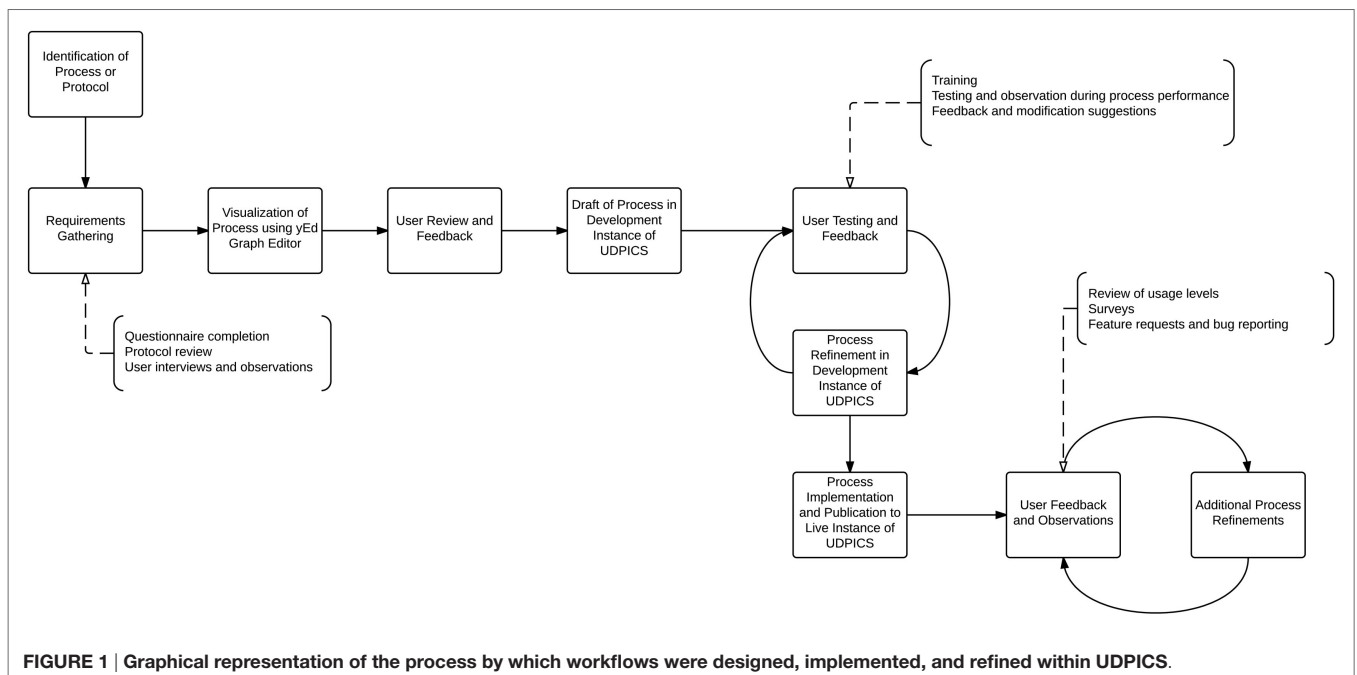 Identification of
Process or
Protocol
Training
Testing and observation during process performance
Feedback and modification suggestions
Requirements
Gathering
Visualization of
Process using yEd
Graph Editor
User Review and
Feedback
Draft of Process in
Development
Instance of
UDPICS
User Testing and
Feedback
Questionnaire completion
Protocol review
User interviews and observations
Review of usage levels
Surveys
Feature requests and bug reporting
Process
Refinement in
Development
Instance of
UDPICS
Process
Implementation
and Publication to
Live Instance of
UDPICS
User Feedback
and Observations
Additional Process
Refinements
FIGURE 1 | Graphical representation of the process by which workflows were designed, implemented, and refined within UDPICS.